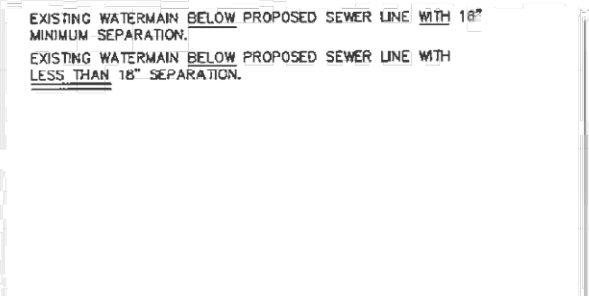 EXISTING WATERMAIN BELOW PROPOSED SEWER LINE WITH 18"
MINIMUM SEPARATION.
EXISTING WATERMAIN BELOW PROPOSED SEWER LINE WITH
LESS THAN 18" SEPARATION.